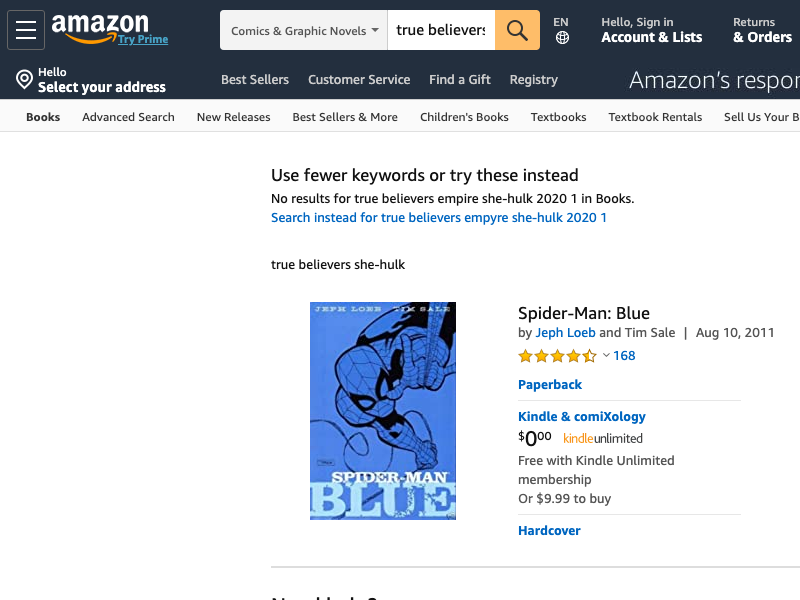 amazon
Try Prime
Comics & Graphic Novels
true believers
EN
Hello, Sign in
Account & Lists
Returns
& Orders
Hello
Select your address
Best Sellers
Customer Service
Find a Gift
Registry
Amazon's respon
Books
Advanced Search
New Releases
Best Sellers & More
Children's Books
Textbooks
Textbook Rentals
Sell Us Your B
Use fewer keywords or try these instead
No results for true believers empire she-hulk 2020 1 in Books.
Search instead for true believers empyre she-hulk 2020 1
true believers she-hulk
JEPH LOEB TIM SALE
SPIDER-MAN
BLUE
Spider-Man: Blue
by Jeph Loeb and Tim Sale | Aug 10, 2011
168
Paperback
Kindle & comiXology
$000 kindleunlimited
Free with Kindle Unlimited
membership
Or $9.99 to buy
Hardcover